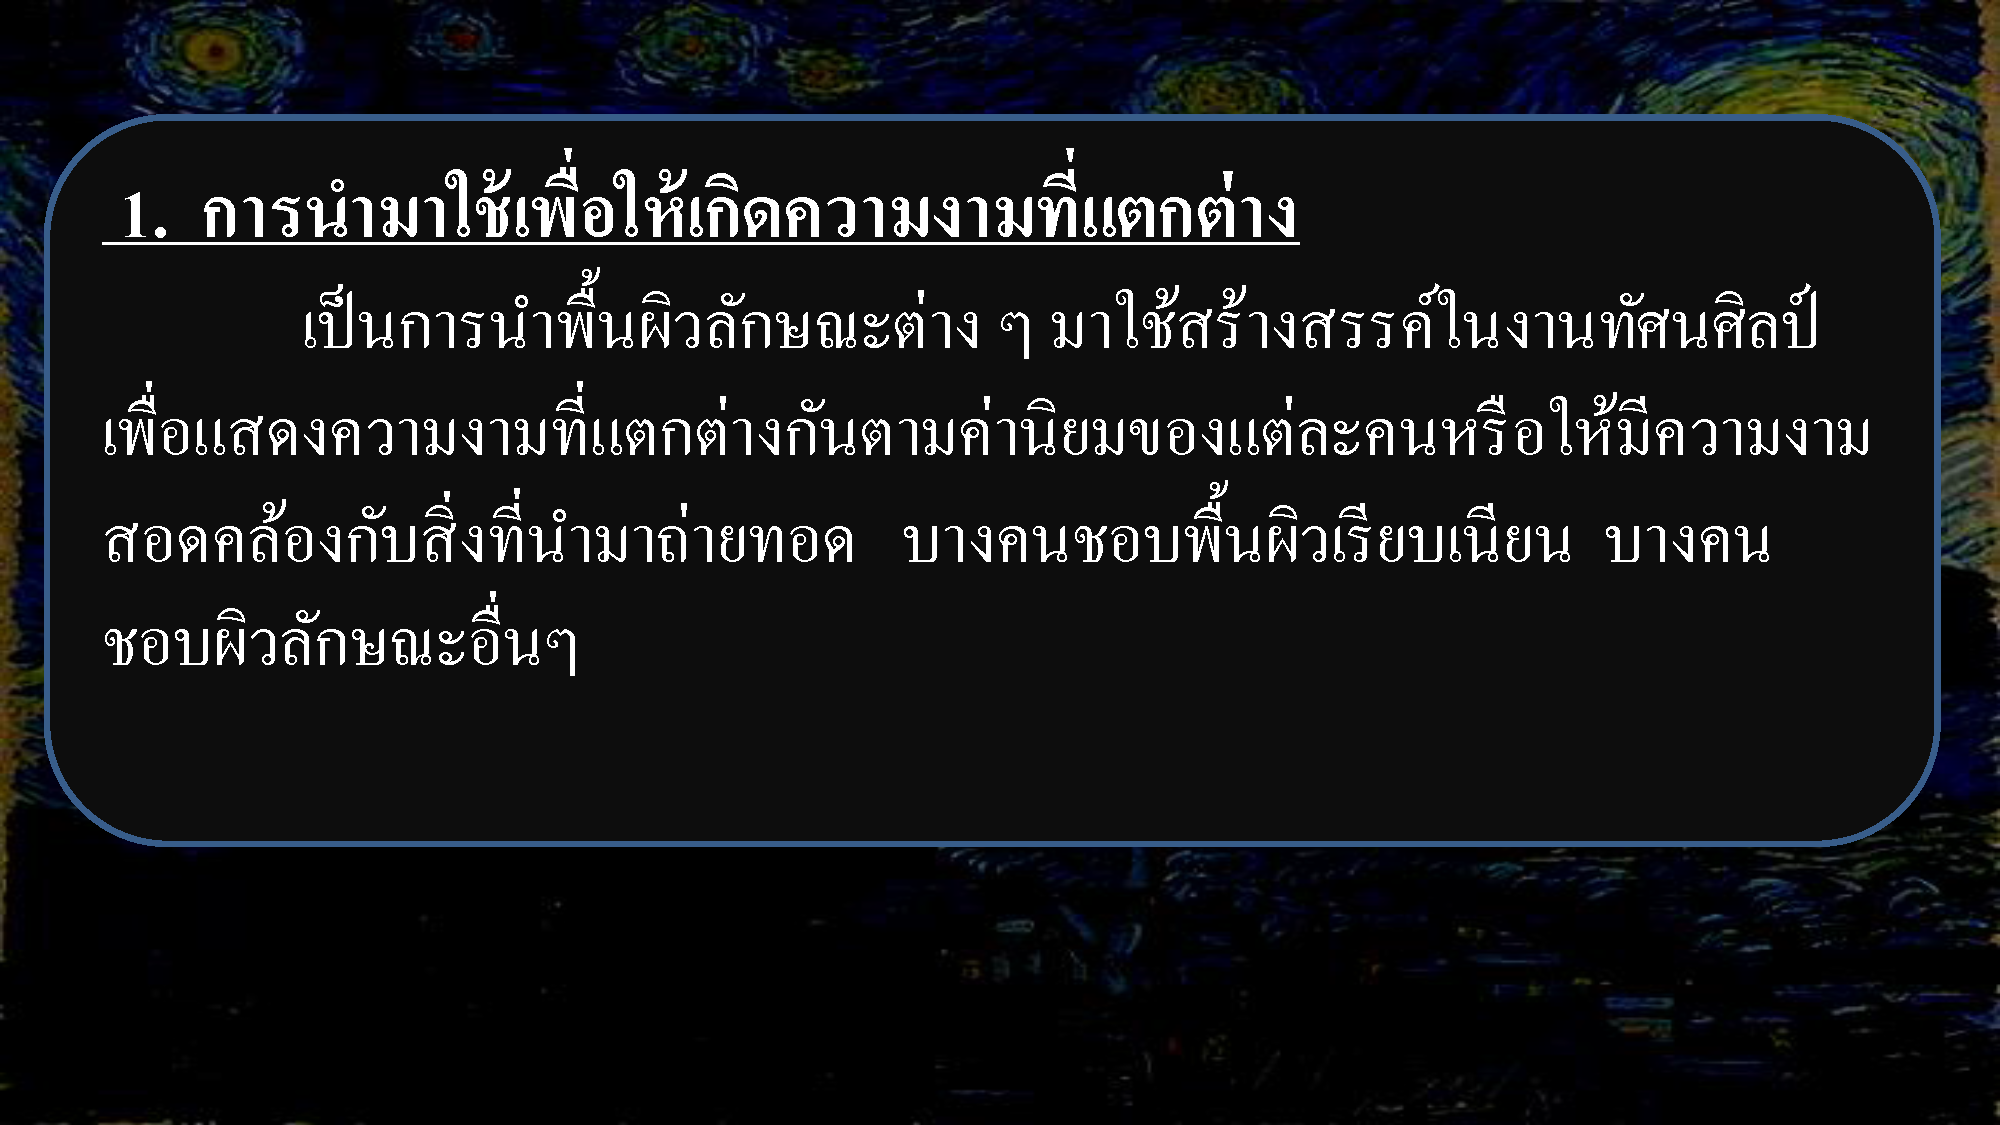 1. การนำมาใช้เพื่อให้เกิดความงามที่แตกต่าง
เป็นการนำพื้นผิวลักษณะต่าง ๆ มาใช้สร้างสรรค์ในงานทัศนศิลป์
เพื่อแสดงความงามที่แตกต่างกันตามค่านิยมของแต่ละคนหรือให้มีความงาม
สอดคล้องกับสิ่งที่นำมาถ่ายทอด บางคนชอบพื้นผิวเรียบเนียน บางคน
ชอบผิวลักษณะอื่นๆ